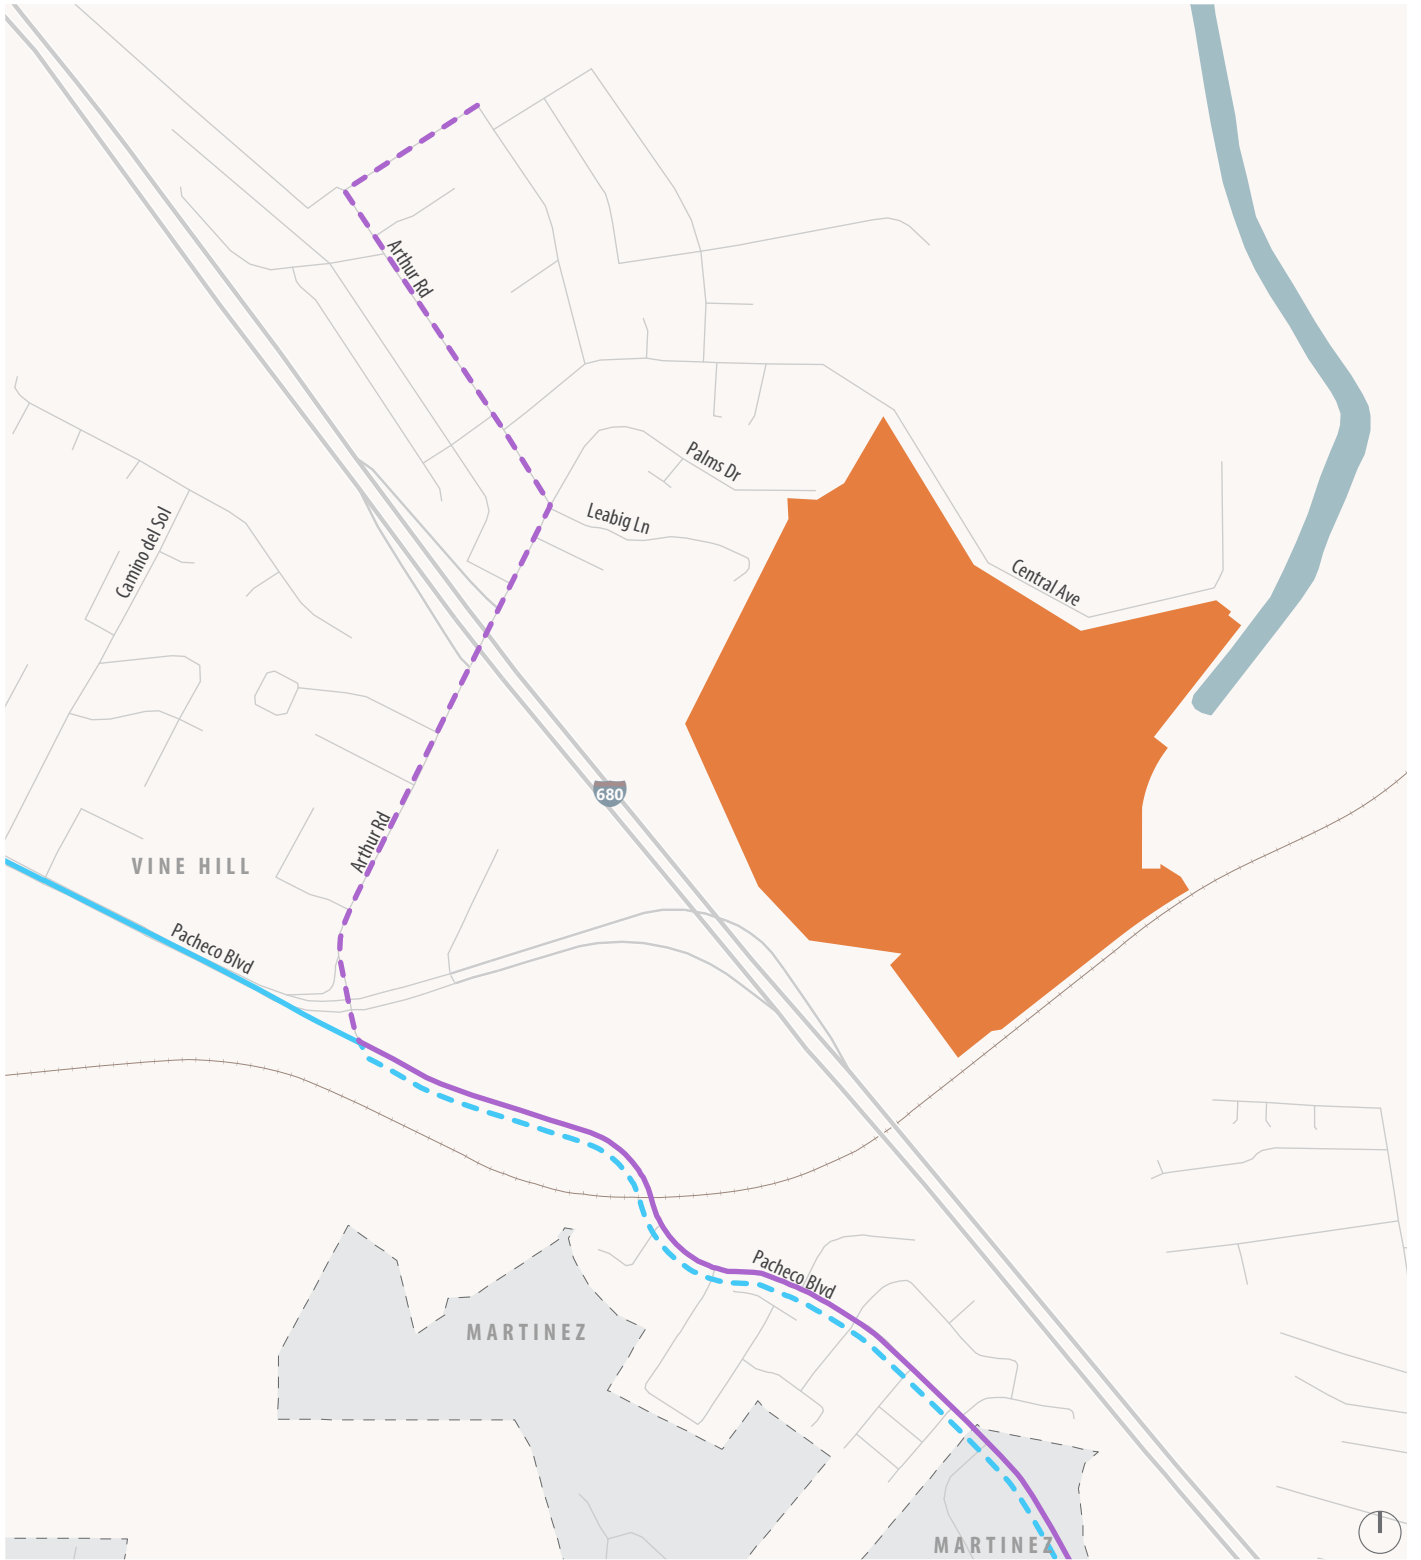 Arthur Rd
Palms Dr
Leabig Ln
Camino del Sol
Central Ave
680
Arthur Rd
VINE HILL
Pacheco Blvd
Pacheco Blvd
MARTINEZ
MARTINEZ